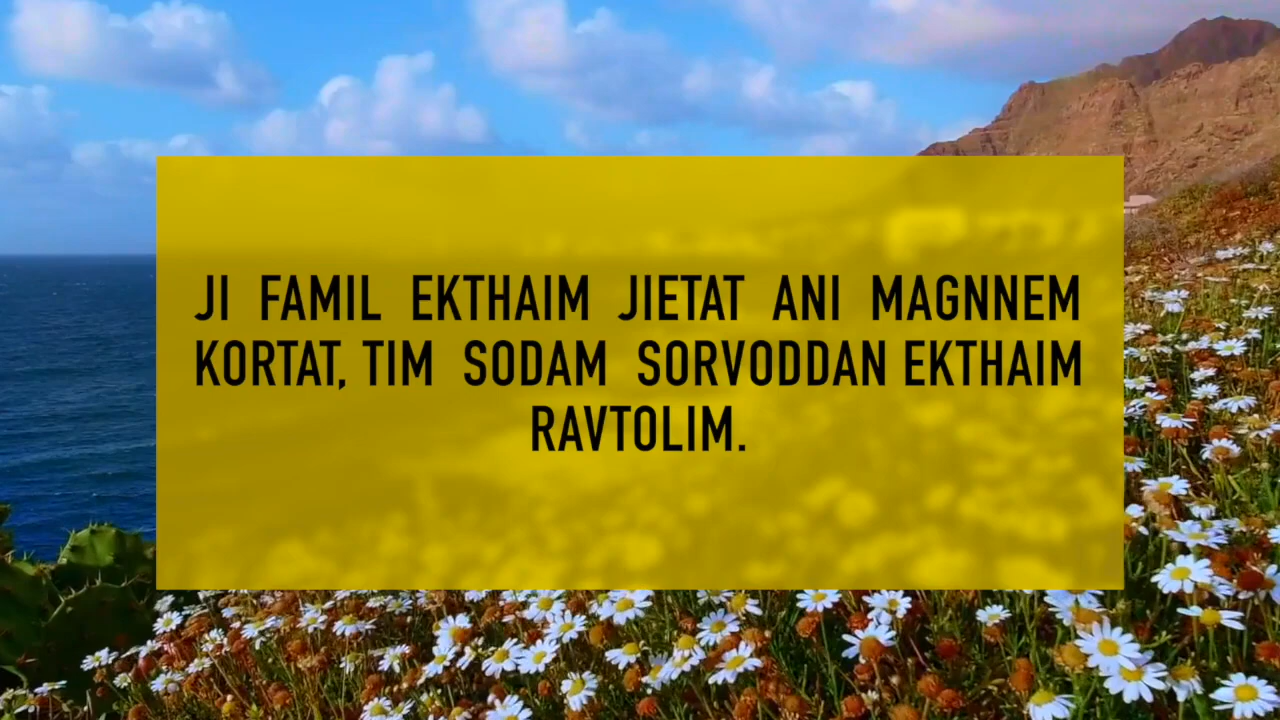 JI FAMIL EKTHAIM JIETAT ANI MAGNNEM
KORTAT, TIM SODAM SORVODDAN EKTHAIM
RAVTOLIM.